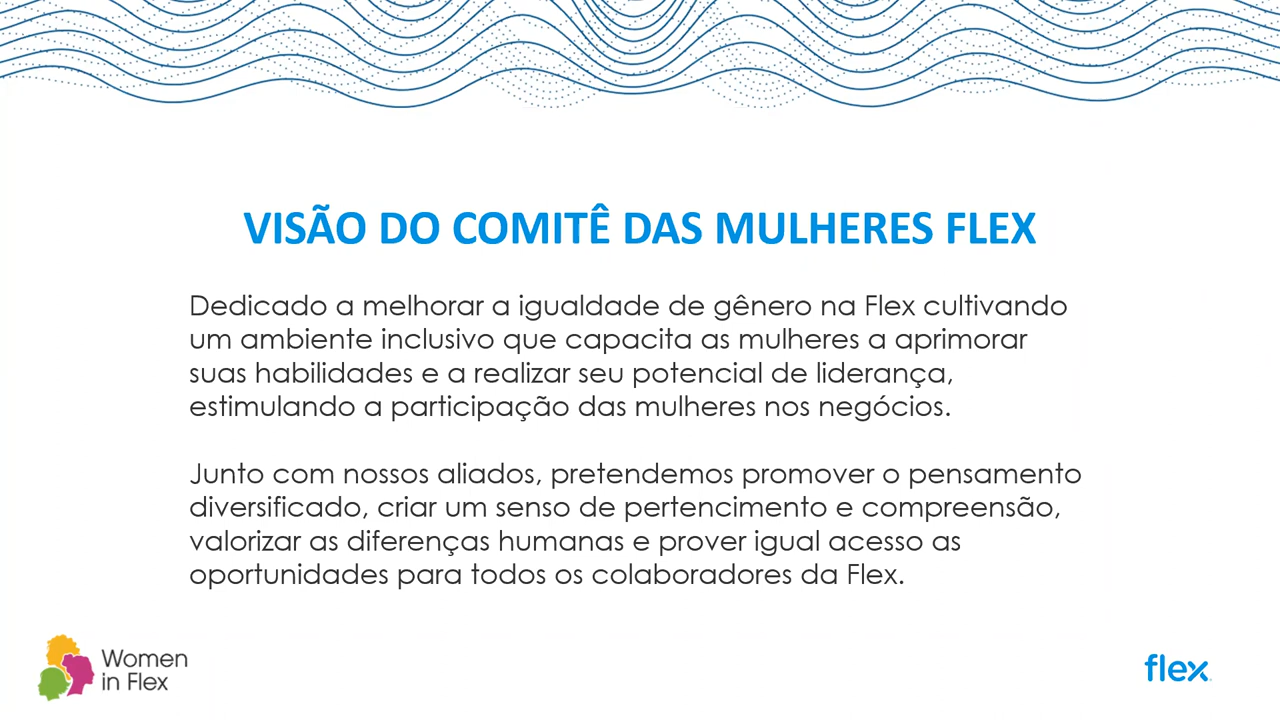 VISÃO DO COMITÊ DAS MULHERES FLEX
Dedicado a melhorar a igualdade de gênero na Flex cultivando
um ambiente inclusivo que capacita as mulheres a aprimorar
suas habilidades e a realizar seu potencial de liderança,
estimulando a participação das mulheres nos negócios.
Junto com nossos aliados, pretendemos promover o pensamento
diversificado, criar um senso de pertencimento e compreensão,
valorizar as diferenças humanas e prover igual acesso as
oportunidades para todos os colaboradores da Flex.
Women
in Flex
flex